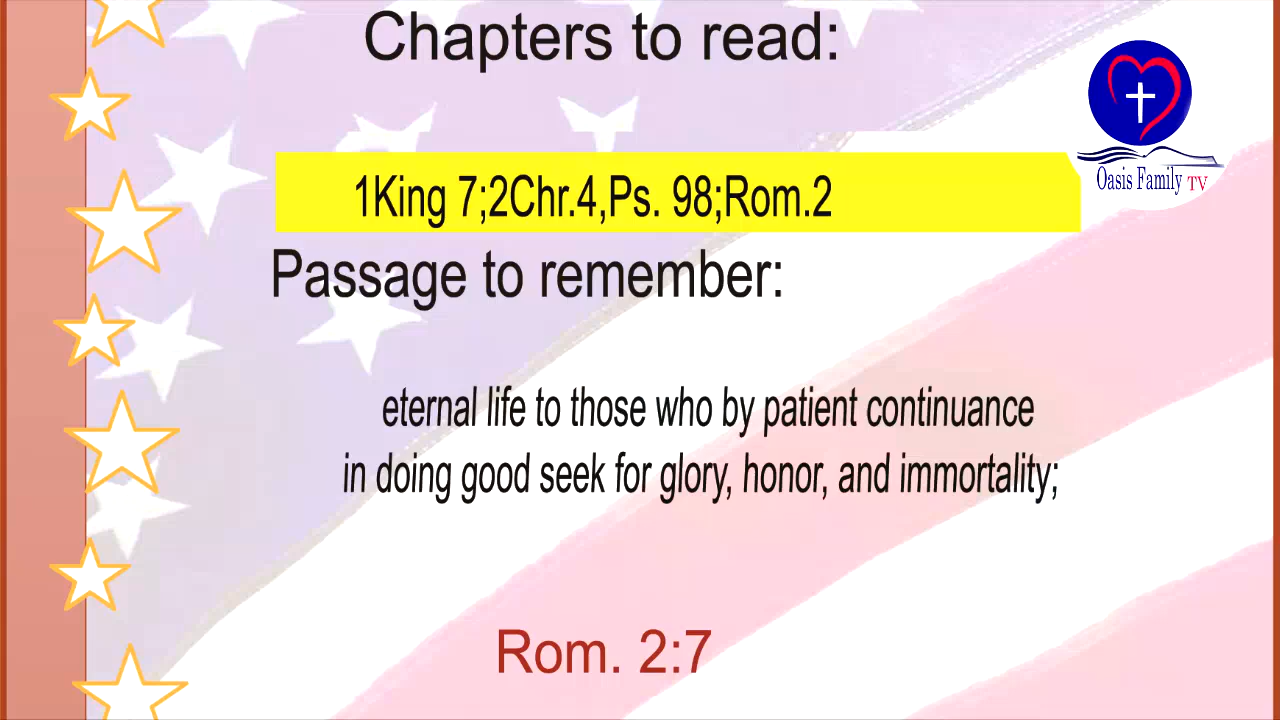 Chapters to read:
1King 7;2Chr.4,Ps. 98;Rom.2
Oasis Family TV
Passage to remember:
eternal life to those who by patient continuance
in doing good seek for glory, honor, and immortality;
Rom. 2:7